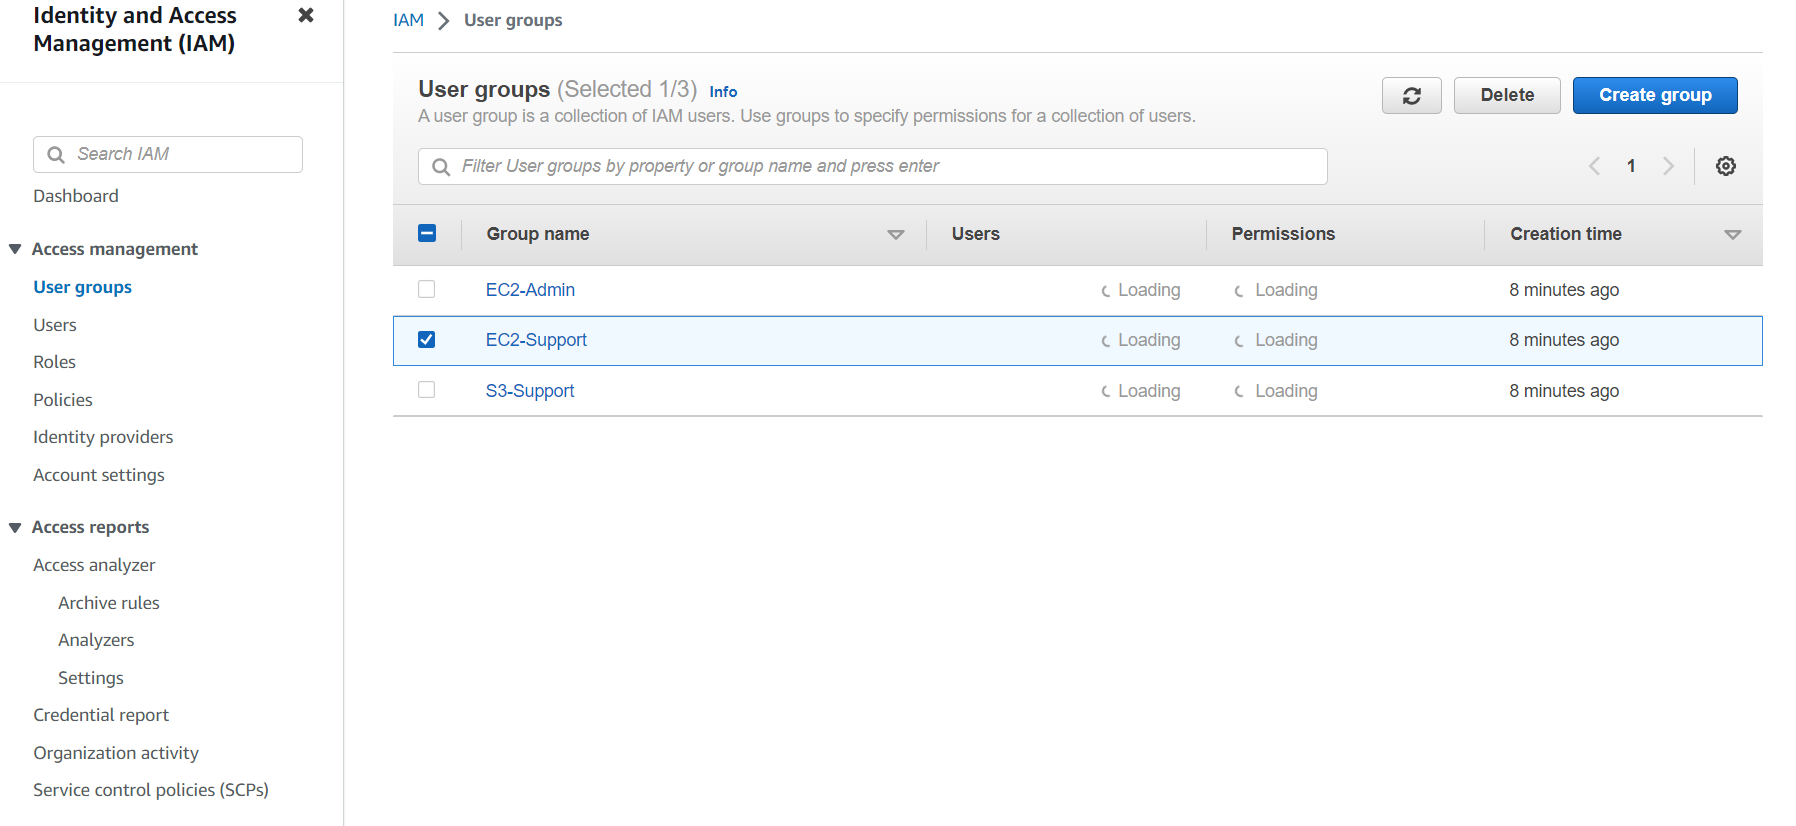 Identity and Access
Management (IAM)
Search IAM
Dashboard
Access management
User groups
Users
Roles
Policies
Identity providers
Account settings
Access reports
Access analyzer
Archive rules
Analyzers
Settings
Credential report
Organization activity
Service control policies (SCPs)
IAM > User groups
User groups (Selected 1/3) Info
A user group is a collection of IAM users. Use groups to specify permissions for a collection of users.
Delete
Create group
Filter User groups by property or group name and press enter
1
Group name Users Permissions Creation time
EC2-Admin Loading Loading 8 minutes ago
EC2-Support Loading Loading 8 minutes ago
S3-Support Loading Loading 8 minutes ago